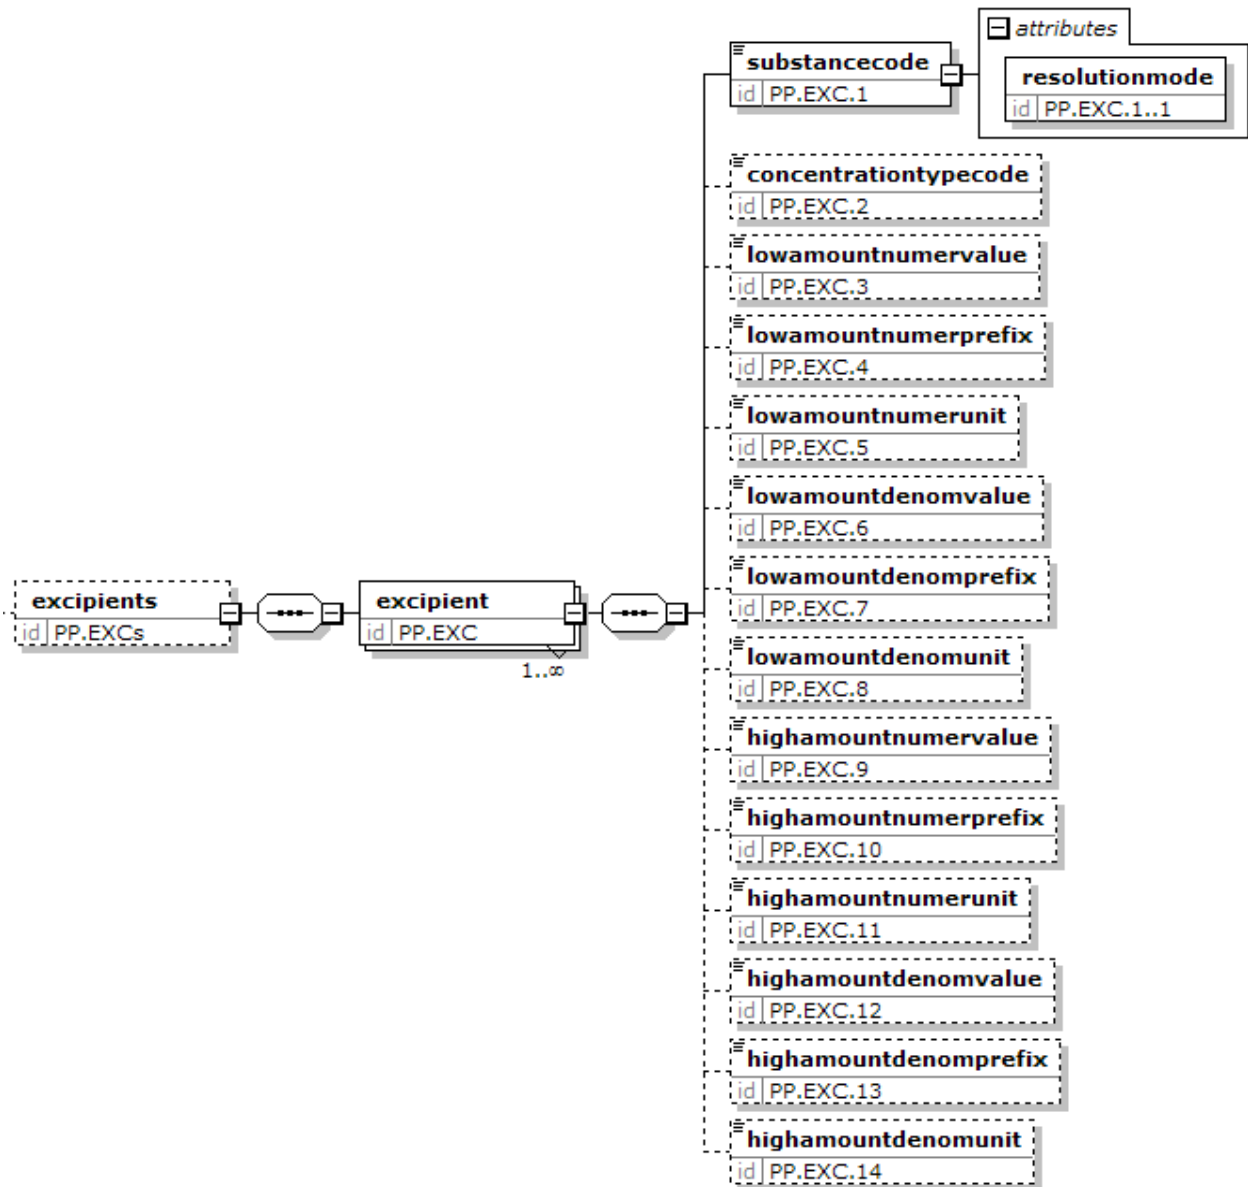 attributes
substancecode
id PP.EXC.1
resolutionmode
id PP.EXC.1..1
concentrationtypecode
id PP.EXC.2
lowamountnumervalue
id PP.EXC.3
lowamountnumerprefix
id PP.EXC.4
lowamountnumerunit
id PP.EXC.5
lowamountdenomvalue
id PP.EXC.6
excipients
id PP.EXCs
excipient
id PP.EXC
1..∞
lowamountdenomprefix
id PP.EXC.7
lowamountdenomunit
id PP.EXC.8
highamountnumervalue
id PP.EXC.9
highamountnumerprefix
id PP.EXC.10
highamountnumerunit
id PP.EXC.11
highamountdenomvalue
id PP.EXC.12
highamountdenomprefix
id PP.EXC.13
highamountdenomunit
id PP.EXC.14